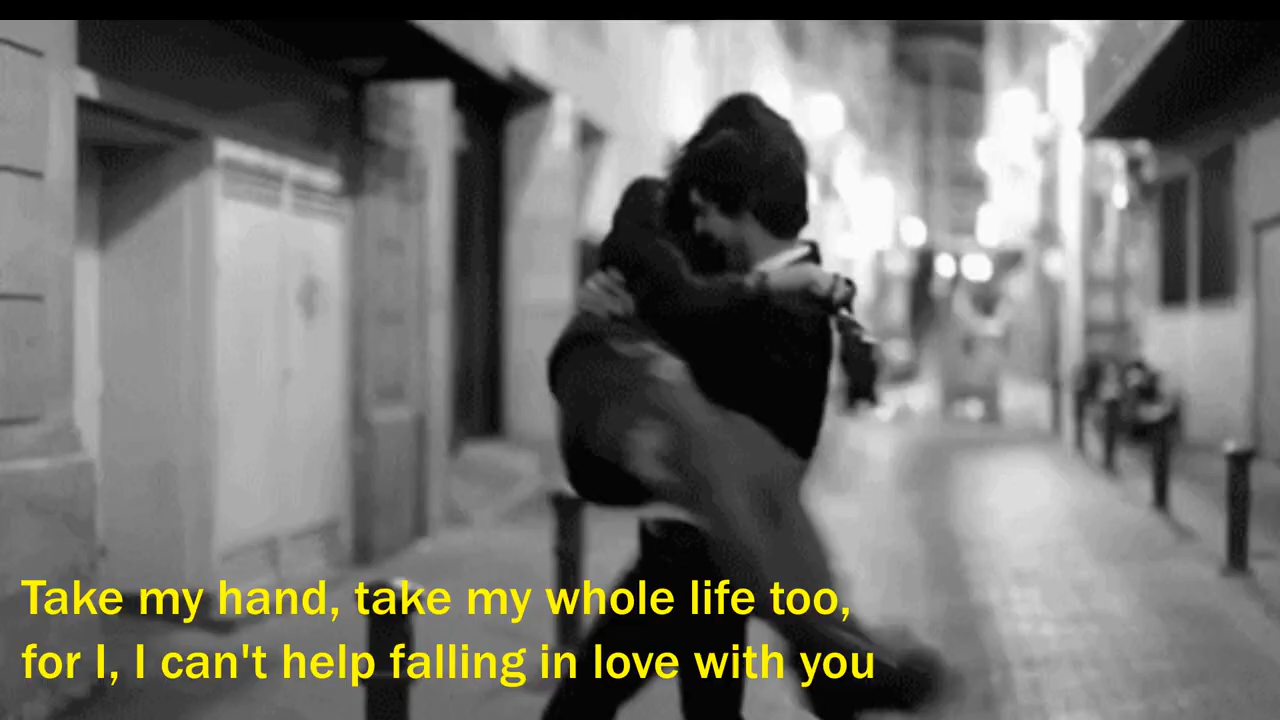 Take my hand, take my whole life too,
for I, I can't help falling in love with you